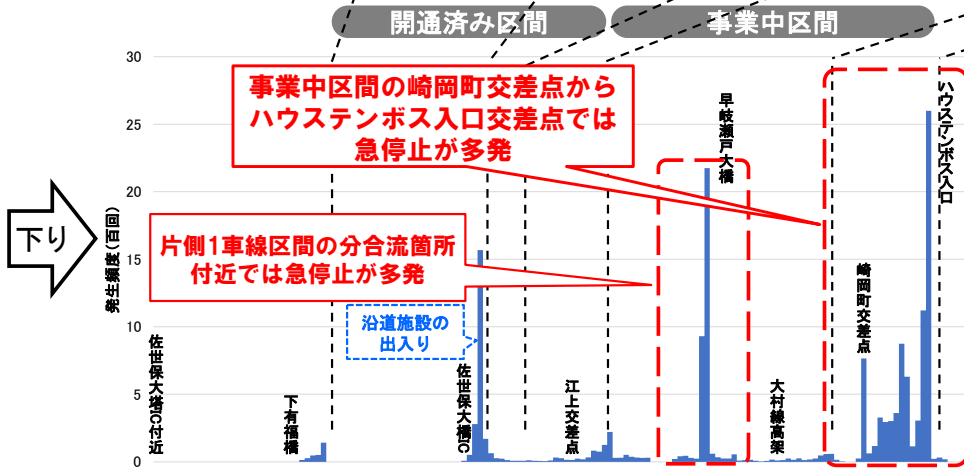 開通済み区間
事業中区間
30
25
20
15
10
5
0
発生頻度(百回)
下り
事業中区間の崎岡町交差点から
ハウステンボス入口交差点では
急停止が多発
片側1車線区間の分合流箇所
付近では急停止が多発
沿道施設の
出入り
佐世保大塔IC付近
下有福橋
佐世保大橋IC
江上交差点
早岐瀬戸大橋
大村線高架
崎岡町交差点
ハウステンボス入口